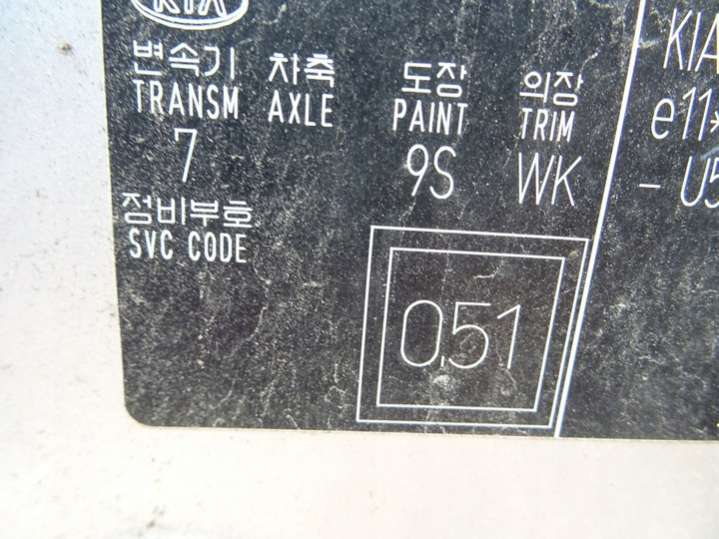 KIA
변속기 차축 도장 의장
TRANSM AXLE PAINT TRIM
7 9S WK
정비부호
SVC CODE
0,51
KIA
e11*
- U5